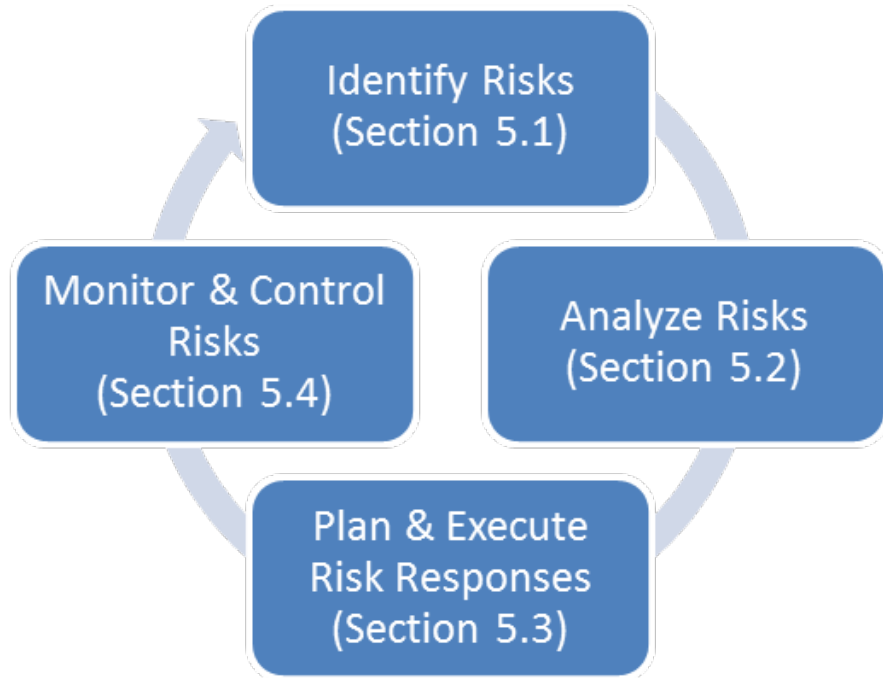 Identify Risks
(Section 5.1)
Analyze Risks
(Section 5.2)
Plan & Execute
Risk Responses
(Section 5.3)
Monitor & Control
Risks
(Section 5.4)